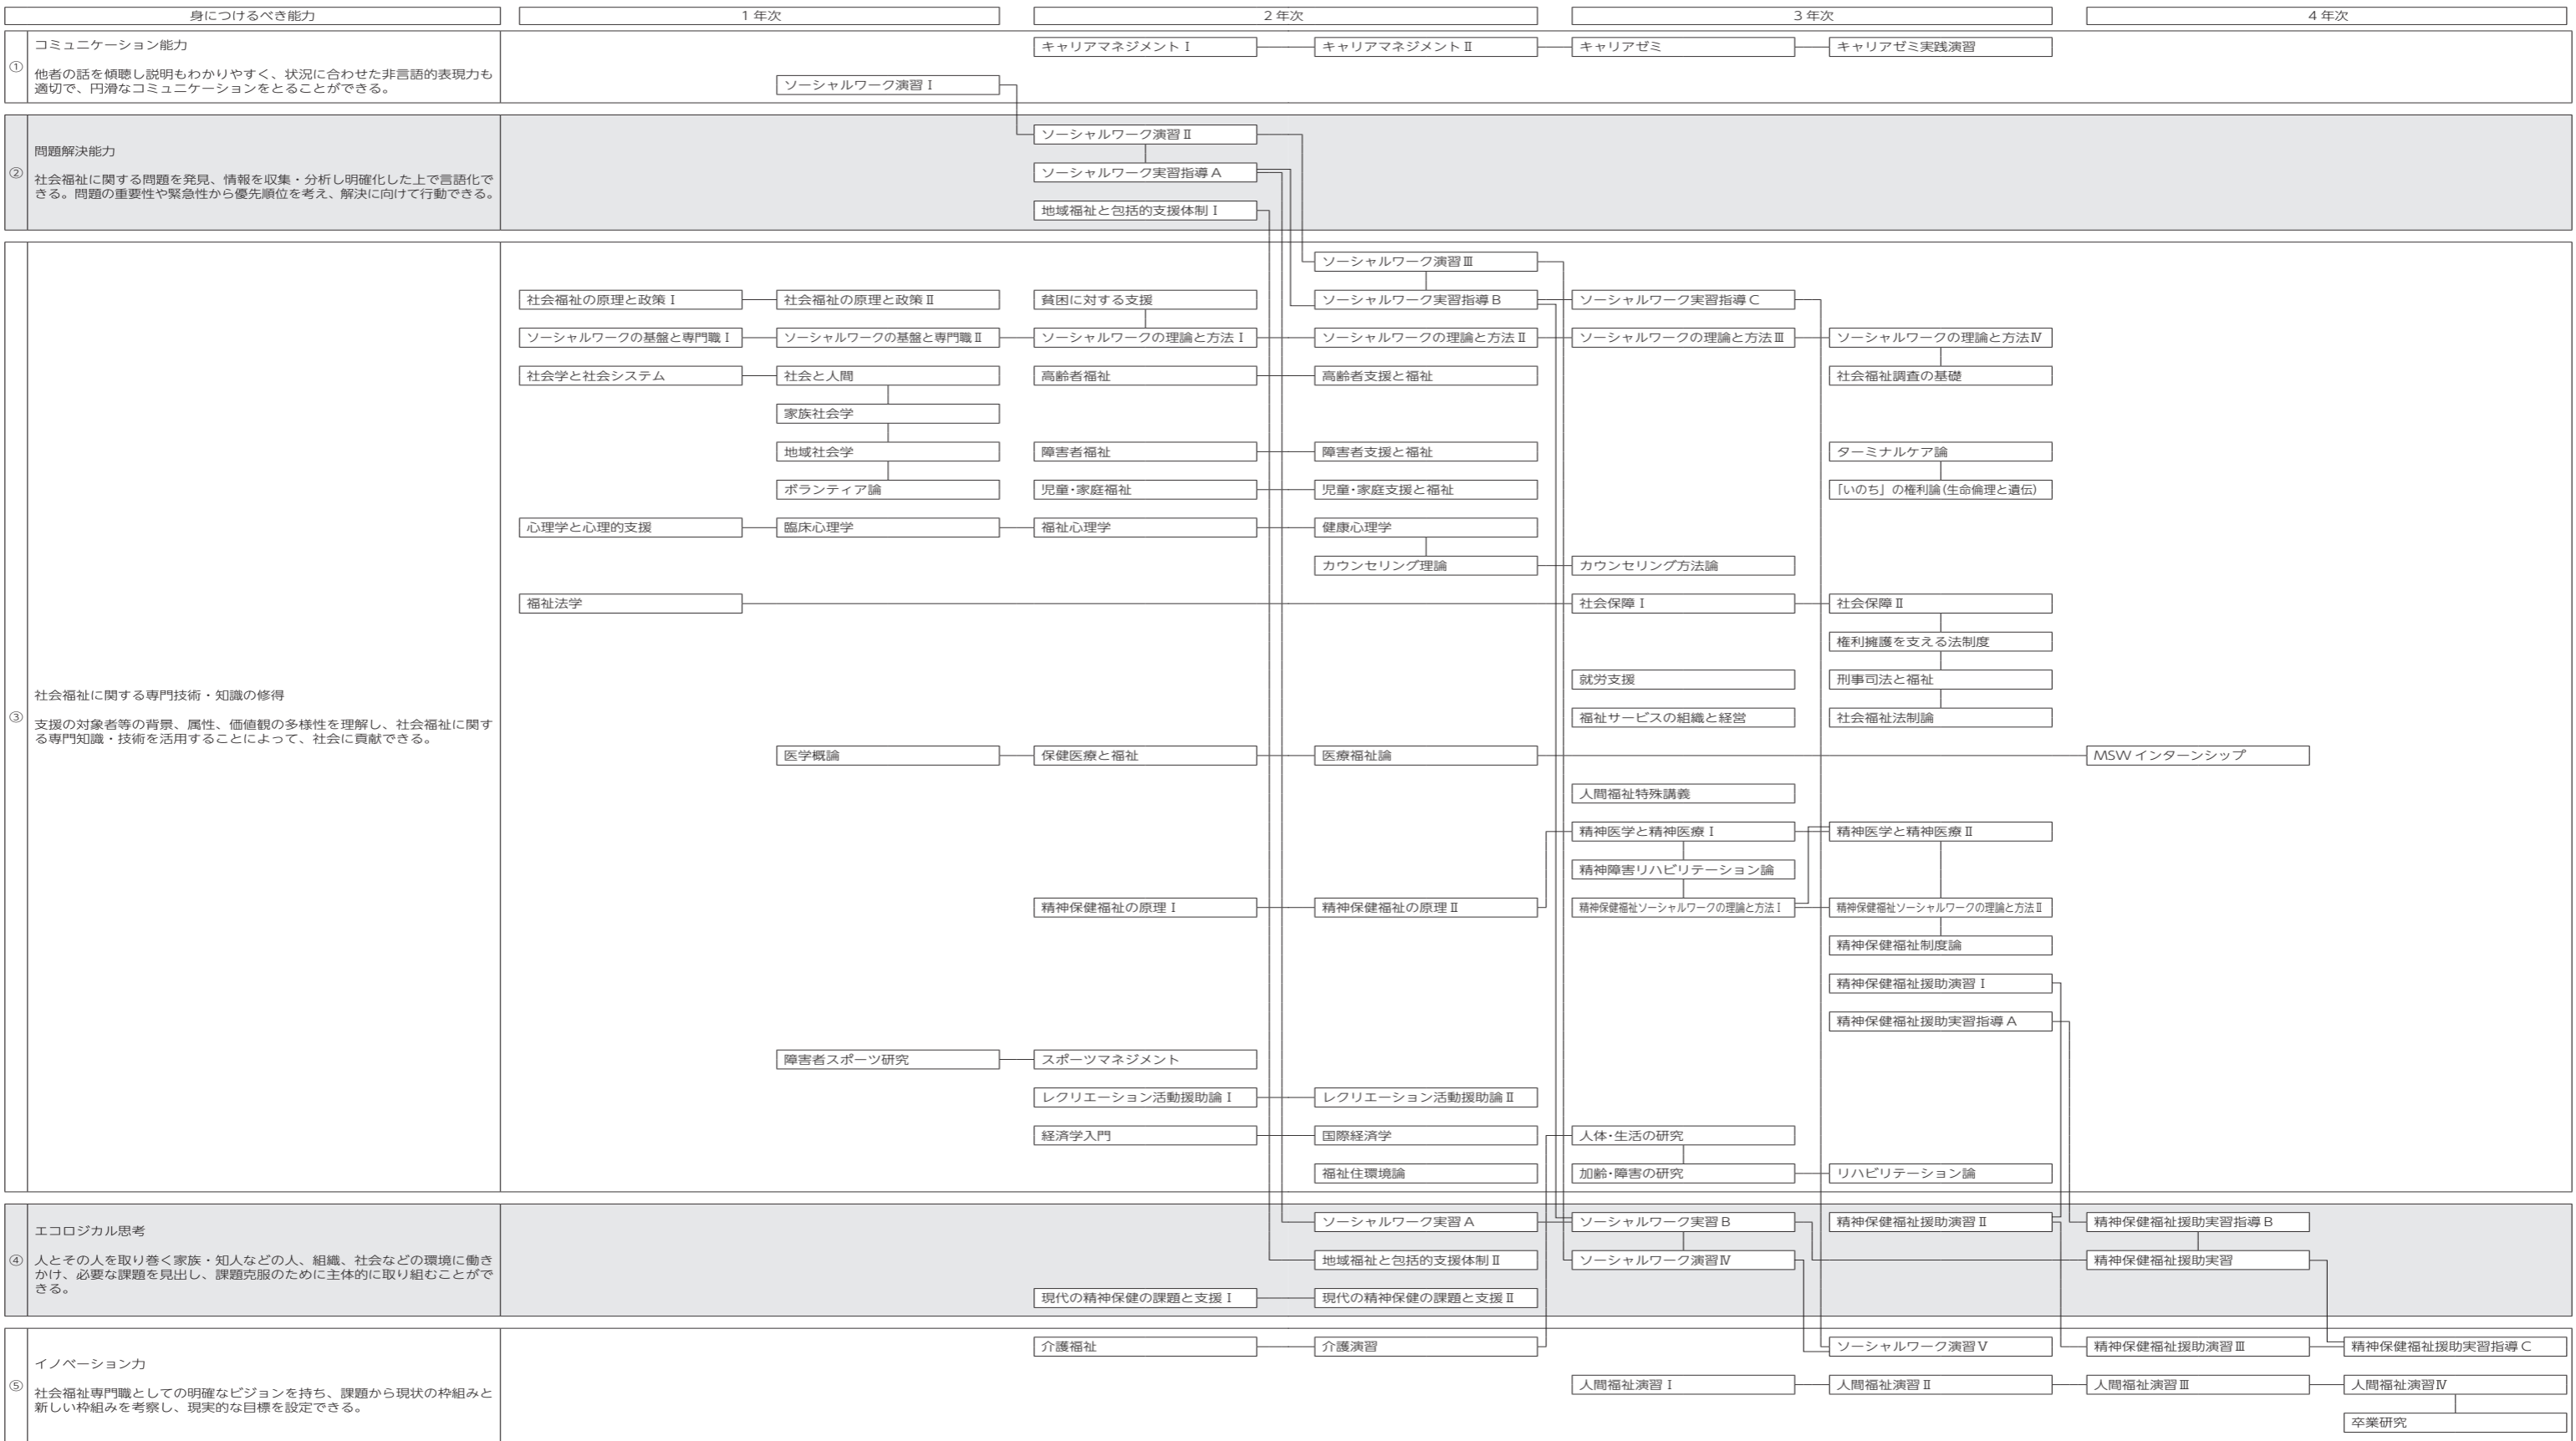 身につけるべき能力
1 年次
2 年次
3 年次
4 年次
①
コミュニケーション能力
他者の話を傾聴し説明もわかりやすく、状況に合わせた非言語的表現力も
適切で、円滑なコミュニケーションをとることができる。
キャリアマネジメントⅠ
キャリアマネジメントⅡ
キャリアゼミ
キャリアゼミ実践演習
ソーシャルワーク演習Ⅰ
②
問題解決能力
社会福祉に関する問題を発見、情報を収集・分析し明確化した上で言語化で
きる。問題の重要性や緊急性から優先順位を考え、解決に向けて行動できる。
ソーシャルワーク演習Ⅱ
ソーシャルワーク実習指導A
地域福祉と包括的支援体制Ⅰ
③
社会福祉に関する専門技術・知識の修得
支援の対象者等の背景、属性、価値観の多様性を理解し、社会福祉に関す
る専門知識・技術を活用することによって、社会に貢献できる。
ソーシャルワーク演習Ⅲ
社会福祉の原理と政策Ⅰ
社会福祉の原理と政策Ⅱ
貧困に対する支援
ソーシャルワーク実習指導B
ソーシャルワーク実習指導C
ソーシャルワークの基盤と専門職Ⅰ
ソーシャルワークの基盤と専門職Ⅱ
ソーシャルワークの理論と方法Ⅰ
ソーシャルワークの理論と方法Ⅱ
ソーシャルワークの理論と方法Ⅲ
ソーシャルワークの理論と方法Ⅳ
社会学と社会システム
社会と人間
高齢者福祉
高齢者支援と福祉
社会福祉調査の基礎
家族社会学
地域社会学
障害者福祉
障害者支援と福祉
ターミナルケア論
ボランティア論
児童・家庭福祉
児童・家庭支援と福祉
「いのち」の権利論(生命倫理と遺伝)
心理学と心理的支援
臨床心理学
福祉心理学
健康心理学
カウンセリング理論
カウンセリング方法論
福祉法学
社会保障Ⅰ
社会保障Ⅱ
権利擁護を支える法制度
就労支援
刑事司法と福祉
福祉サービスの組織と経営
社会福祉法制論
医学概論
保健医療と福祉
医療福祉論
MSW インターンシップ
人間福祉特殊講義
精神医学と精神医療Ⅰ
精神医学と精神医療Ⅱ
精神障害リハビリテーション論
精神保健福祉の原理Ⅰ
精神保健福祉の原理Ⅱ
精神保健福祉ソーシャルワークの理論と方法Ⅰ
精神保健福祉ソーシャルワークの理論と方法Ⅱ
精神保健福祉制度論
精神保健福祉援助演習Ⅰ
精神保健福祉援助実習指導A
障害者スポーツ研究
スポーツマネジメント
レクリエーション活動援助論Ⅰ
レクリエーション活動援助論Ⅱ
経済学入門
国際経済学
人体・生活の研究
福祉住環境論
加齢・障害の研究
リハビリテーション論
④
エコロジカル思考
人とその人を取り巻く家族・知人などの人、組織、社会などの環境に働き
かけ、必要な課題を見出し、課題克服のために主体的に取り組むことがで
きる。
ソーシャルワーク実習A
ソーシャルワーク実習B
精神保健福祉援助演習Ⅱ
精神保健福祉援助実習指導B
地域福祉と包括的支援体制Ⅱ
ソーシャルワーク演習Ⅳ
精神保健福祉援助実習
現代の精神保健の課題と支援Ⅰ
現代の精神保健の課題と支援Ⅱ
⑤
イノベーション力
社会福祉専門職としての明確なビジョンを持ち、課題から現状の枠組みと
新しい枠組みを考察し、現実的な目標を設定できる。
介護福祉
介護演習
ソーシャルワーク演習Ⅴ
精神保健福祉援助演習Ⅲ
精神保健福祉援助実習指導C
人間福祉演習Ⅰ
人間福祉演習Ⅱ
人間福祉演習Ⅲ
人間福祉演習Ⅳ
卒業研究